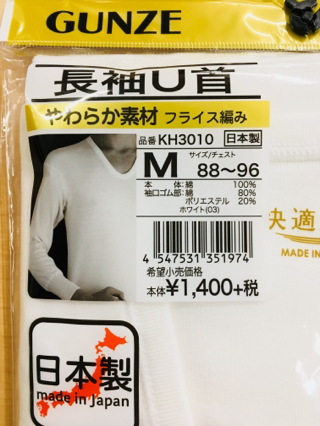 GUNZE
長袖U首
やわらか素材 フライス編み
品番 KH3010 日本製
M サイズ/チェスト 88～96
本体:綿 100%
袖口ゴム部:綿 80%
ポリエステル 20%
ホワイト(03)
4 547531 351974
希望小売価格
本体¥1,400+税
快適
MADE IN
日本製
made in Japan